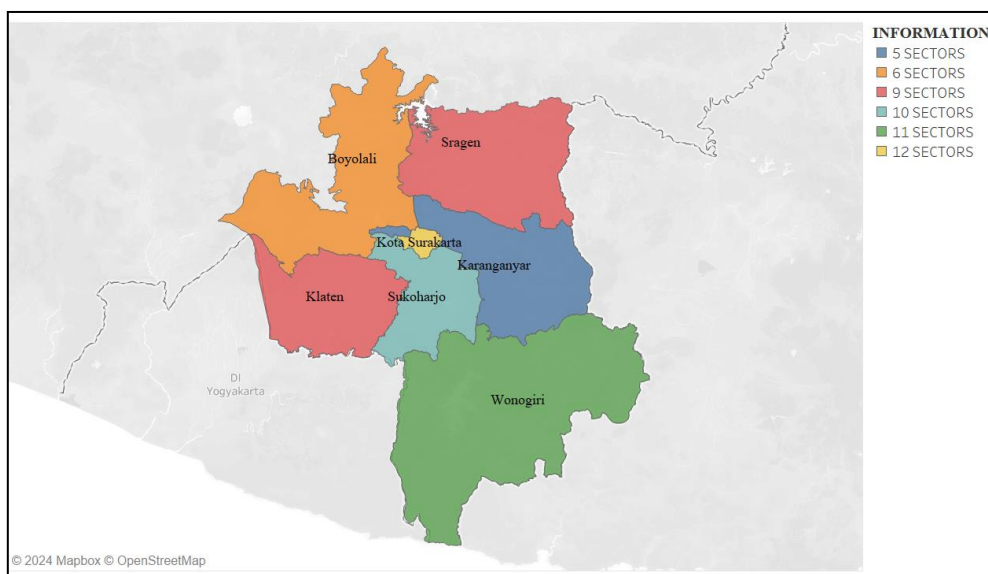 INFORMATION
5 SECTORS
6 SECTORS
9 SECTORS
10 SECTORS
11 SECTORS
12 SECTORS
Sragen
Boyolali
Kota Surakarta
Karanganyar
Klaten
Sukoharjo
DI
Yogyakarta
Wonogiri
© 2024 Mapbox © OpenStreetMap